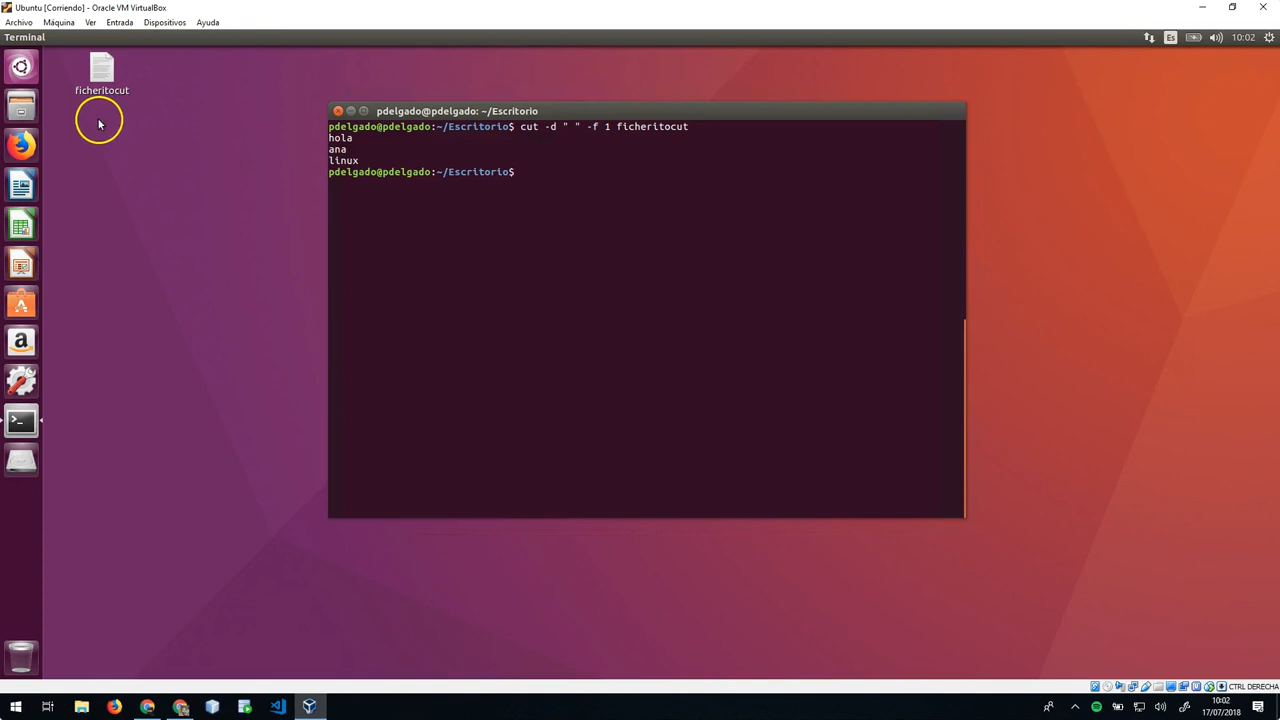 Ubuntu [Corriendo] - Oracle VM VirtualBox
Archivo Máquina Ver Entrada Dispositivos Ayuda
Terminal
Es
10:02
ficheritocut
pdelgado@pdelgado: ~/Escritorio
pdelgado@pdelgado:~/Escritorio$ cut -d " " -f 1 ficheritocut
hola
ana
linux
pdelgado@pdelgado:~/Escritorio$
CTRL DERECHA
10:02
17/07/2018